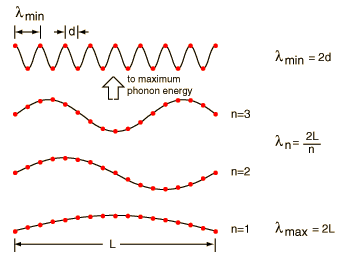 λmin
d
λmin = 2d
to maximum
phonon energy
n=3
λn = 2L/n
n=2
n=1
λmax = 2L
L